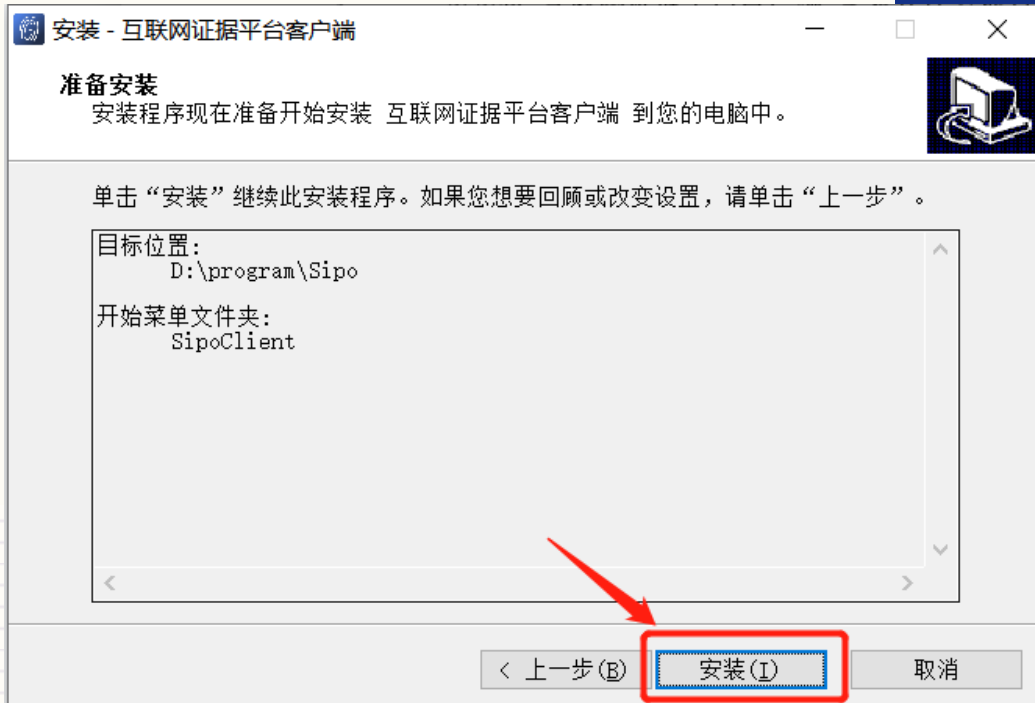 安装 - 互联网证据平台客户端
准备安装
安装程序现在准备开始安装 互联网证据平台客户端 到您的电脑中。
单击“安装”继续此安装程序。如果您想要回顾或改变设置，请单击“上一步”。
目标位置:
D:\program\Sipo
开始菜单文件夹:
SipoClient
< 上一步(B)
安装(I)
取消